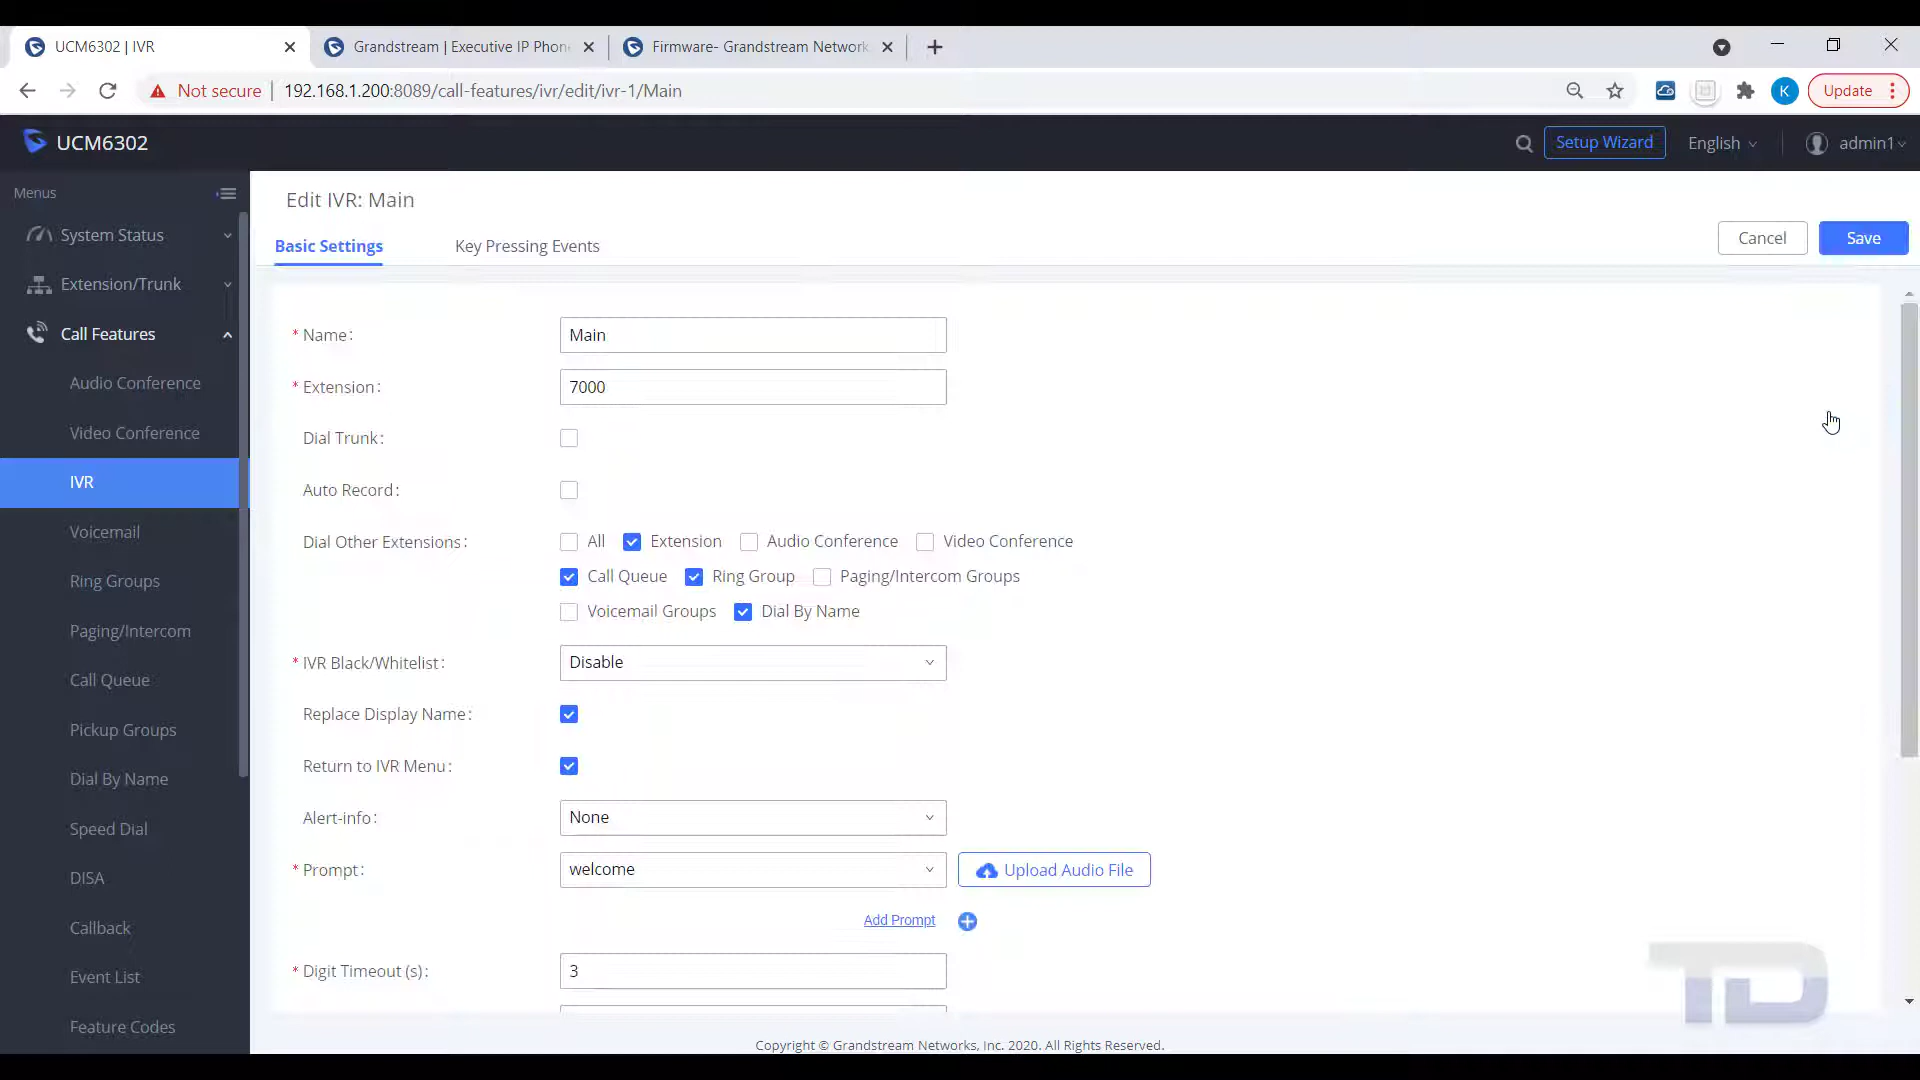 UCM6302 | IVR
Grandstream | Executive IP Phon
Firmware- Grandstream Network
Not secure
192.168.1.200:8089/call-features/ivr/edit/ivr-1/Main
K
Update
UCM6302
Setup Wizard
English
admin1
Menus
System Status
Extension/Trunk
Call Features
Audio Conference
Video Conference
IVR
Voicemail
Ring Groups
Paging/Intercom
Call Queue
Pickup Groups
Dial By Name
Speed Dial
DISA
Callback
Event List
Feature Codes
Edit IVR: Main
Basic Settings
Key Pressing Events
Cancel
Save
* Name: Main
* Extension: 7000
Dial Trunk:
Auto Record:
Dial Other Extensions: All Extension Audio Conference Video Conference
Call Queue Ring Group Paging/Intercom Groups
Voicemail Groups Dial By Name
* IVR Black/Whitelist: Disable
Replace Display Name:
Return to IVR Menu:
Alert-info: None
* Prompt: welcome Upload Audio File
Add Prompt
* Digit Timeout (s): 3
TD
Copyright © Grandstream Networks, Inc. 2020. All Rights Reserved.